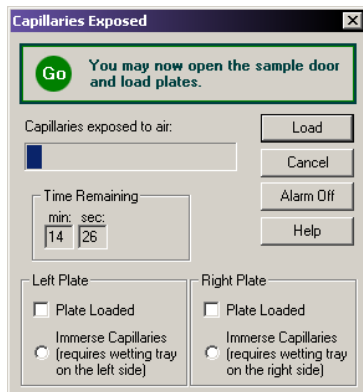 Capillaries Exposed
Go
You may now open the sample door
and load plates.
Capillaries exposed to air:
Load
Cancel
Alarm Off
Help
Time Remaining
min: sec:
14 26
Left Plate
Plate Loaded
Immerse Capillaries
(requires wetting tray
on the left side)
Right Plate
Plate Loaded
Immerse Capillaries
(requires wetting tray
on the right side)